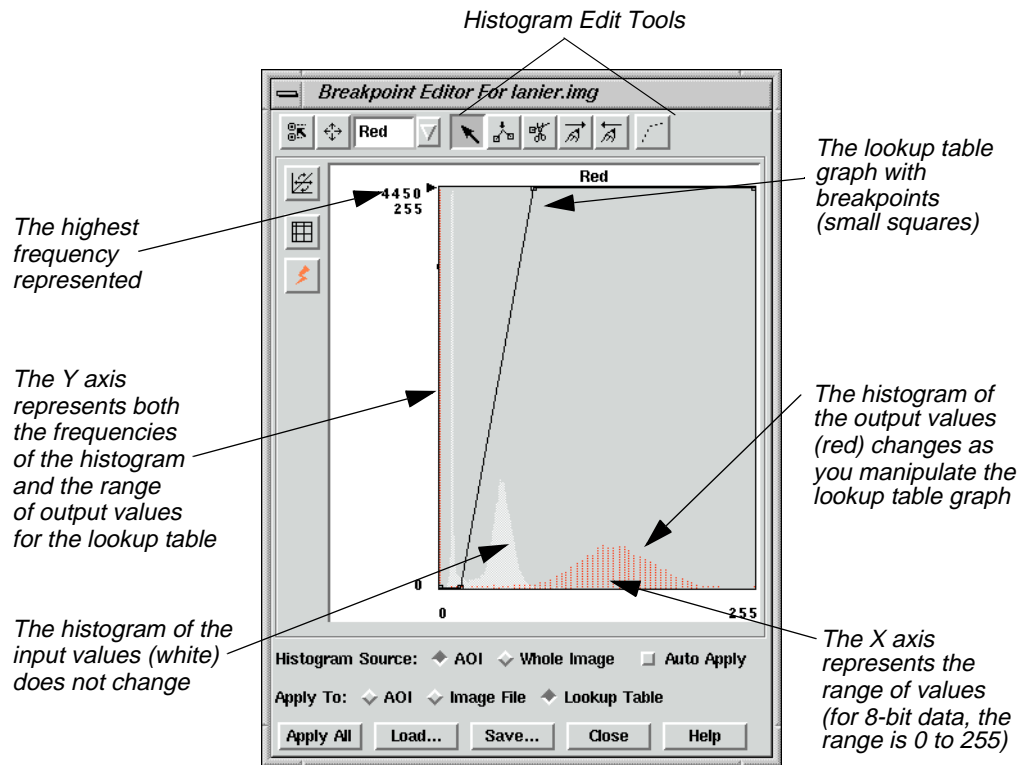 Histogram Edit Tools
Breakpoint Editor For lanier.img
Red
Red
4450
255
0
0
255
The highest
frequency
represented
The Y axis
represents both
the frequencies
of the histogram
and the range
of output values
for the lookup table
The histogram of the
input values (white)
does not change
The lookup table
graph with
breakpoints
(small squares)
The histogram of
the output values
(red) changes as
you manipulate the
lookup table graph
The X axis
represents the
range of values
(for 8-bit data, the
range is 0 to 255)
Histogram Source: AOI Whole Image Auto Apply
Apply To: AOI Image File Lookup Table
Apply All Load... Save... Close Help